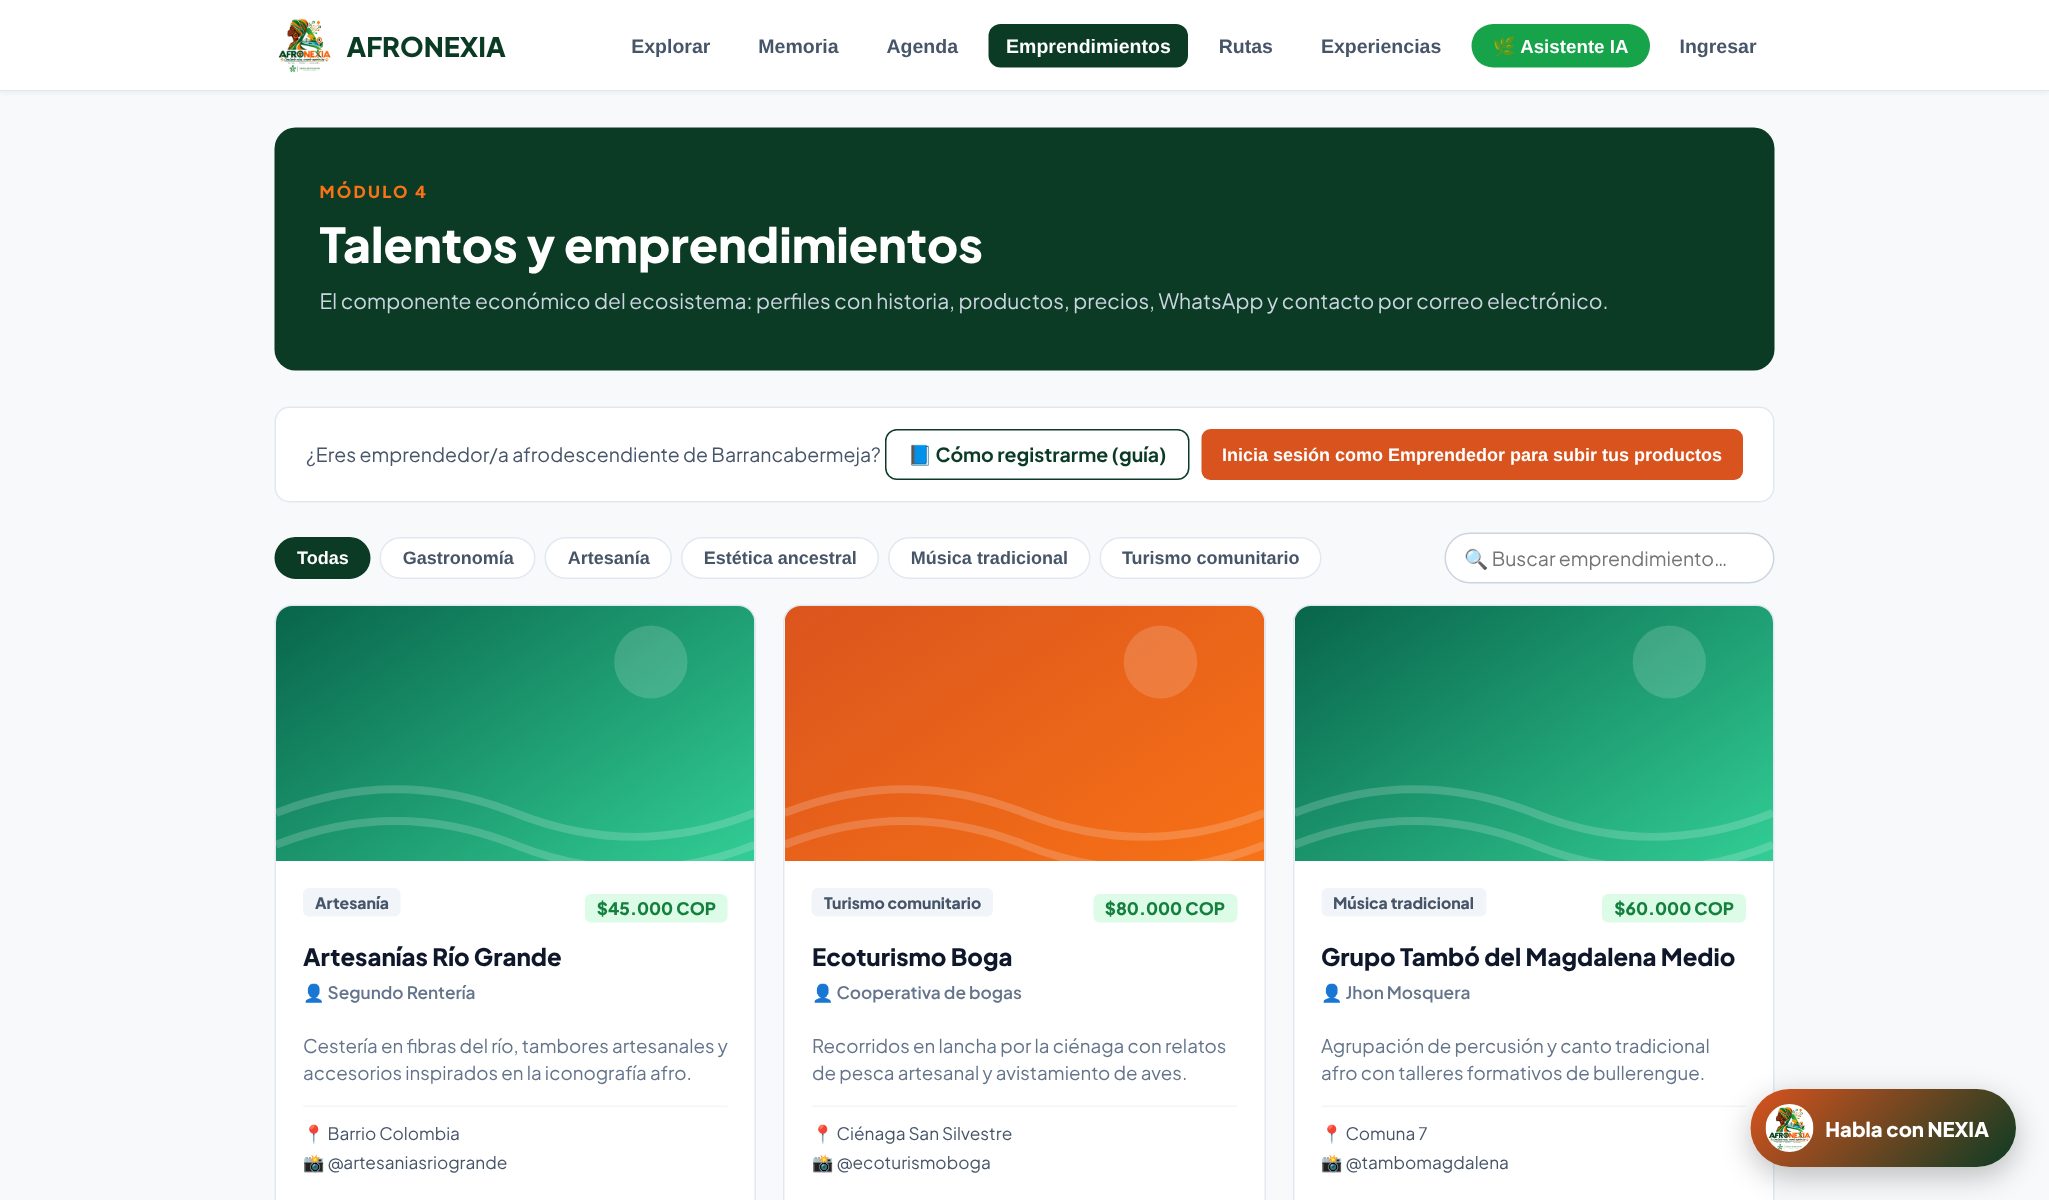 AFRONEXIA
AFRONEXIA
Explorar
Memoria
Agenda
Emprendimientos
Rutas
Experiencias
Asistente IA
Ingresar
MÓDULO 4
Talentos y emprendimientos
El componente económico del ecosistema: perfiles con historia, productos, precios, WhatsApp y contacto por correo electrónico.
¿Eres emprendedor/a afrodescendiente de Barrancabermeja?
Cómo registrarme (guía)
Inicia sesión como Emprendedor para subir tus productos
Todas
Gastronomía
Artesanía
Estética ancestral
Música tradicional
Turismo comunitario
Buscar emprendimiento...
Artesanía
$45.000 COP
Artesanías Río Grande
Segundo Rentería
Cestería en fibras del río, tambores artesanales y
accesorios inspirados en la iconografía afro.
Barrio Colombia
@artesaniasriogrande
Turismo comunitario
$80.000 COP
Ecoturismo Boga
Cooperativa de bogas
Recorridos en lancha por la ciénaga con relatos
de pesca artesanal y avistamiento de aves.
Ciénaga San Silvestre
@ecoturismoboga
Música tradicional
$60.000 COP
Grupo Tambó del Magdalena Medio
Jhon Mosquera
Agrupación de percusión y canto tradicional
afro con talleres formativos de bullerengue.
Comuna 7
@tambomagdalena
AFRONEXIA
Habla con NEXIA